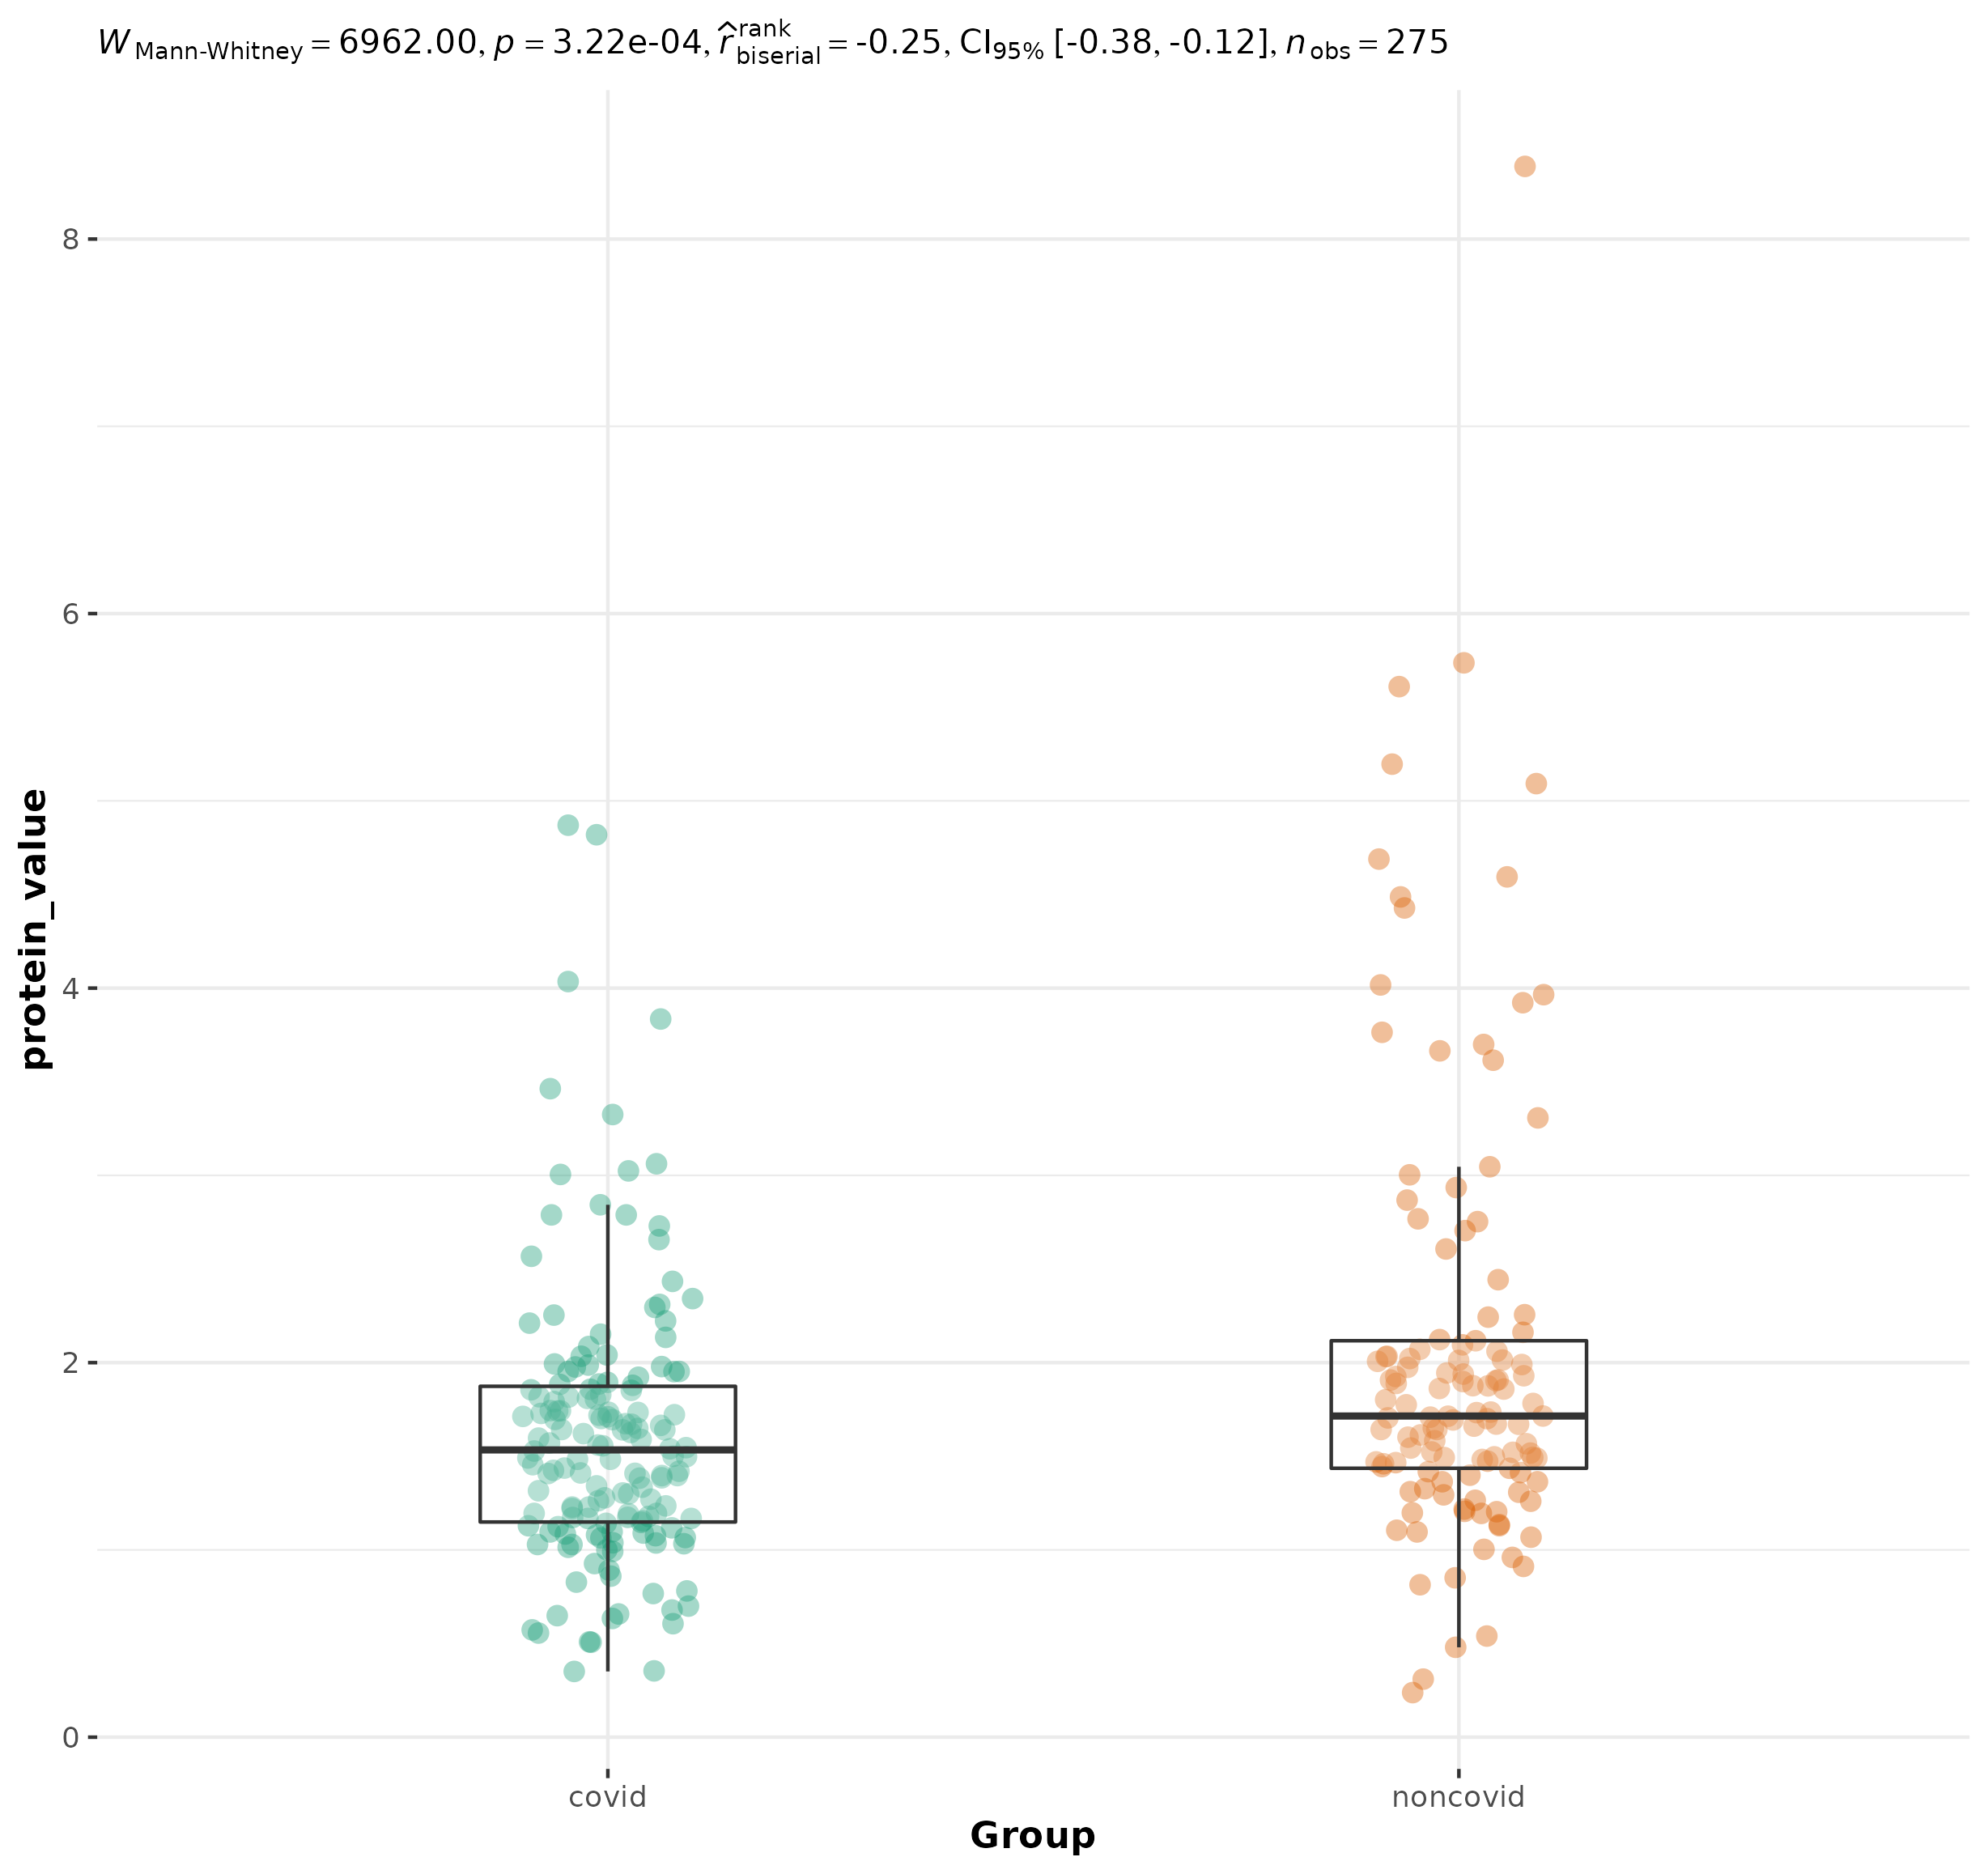 W Mann-Whitney = 6962.00, p = 3.22e-04, r̂ rank biserial = -0.25, CI95% [-0.38, -0.12], n obs = 275
8
6
4
2
0
protein_value
covid noncovid
Group